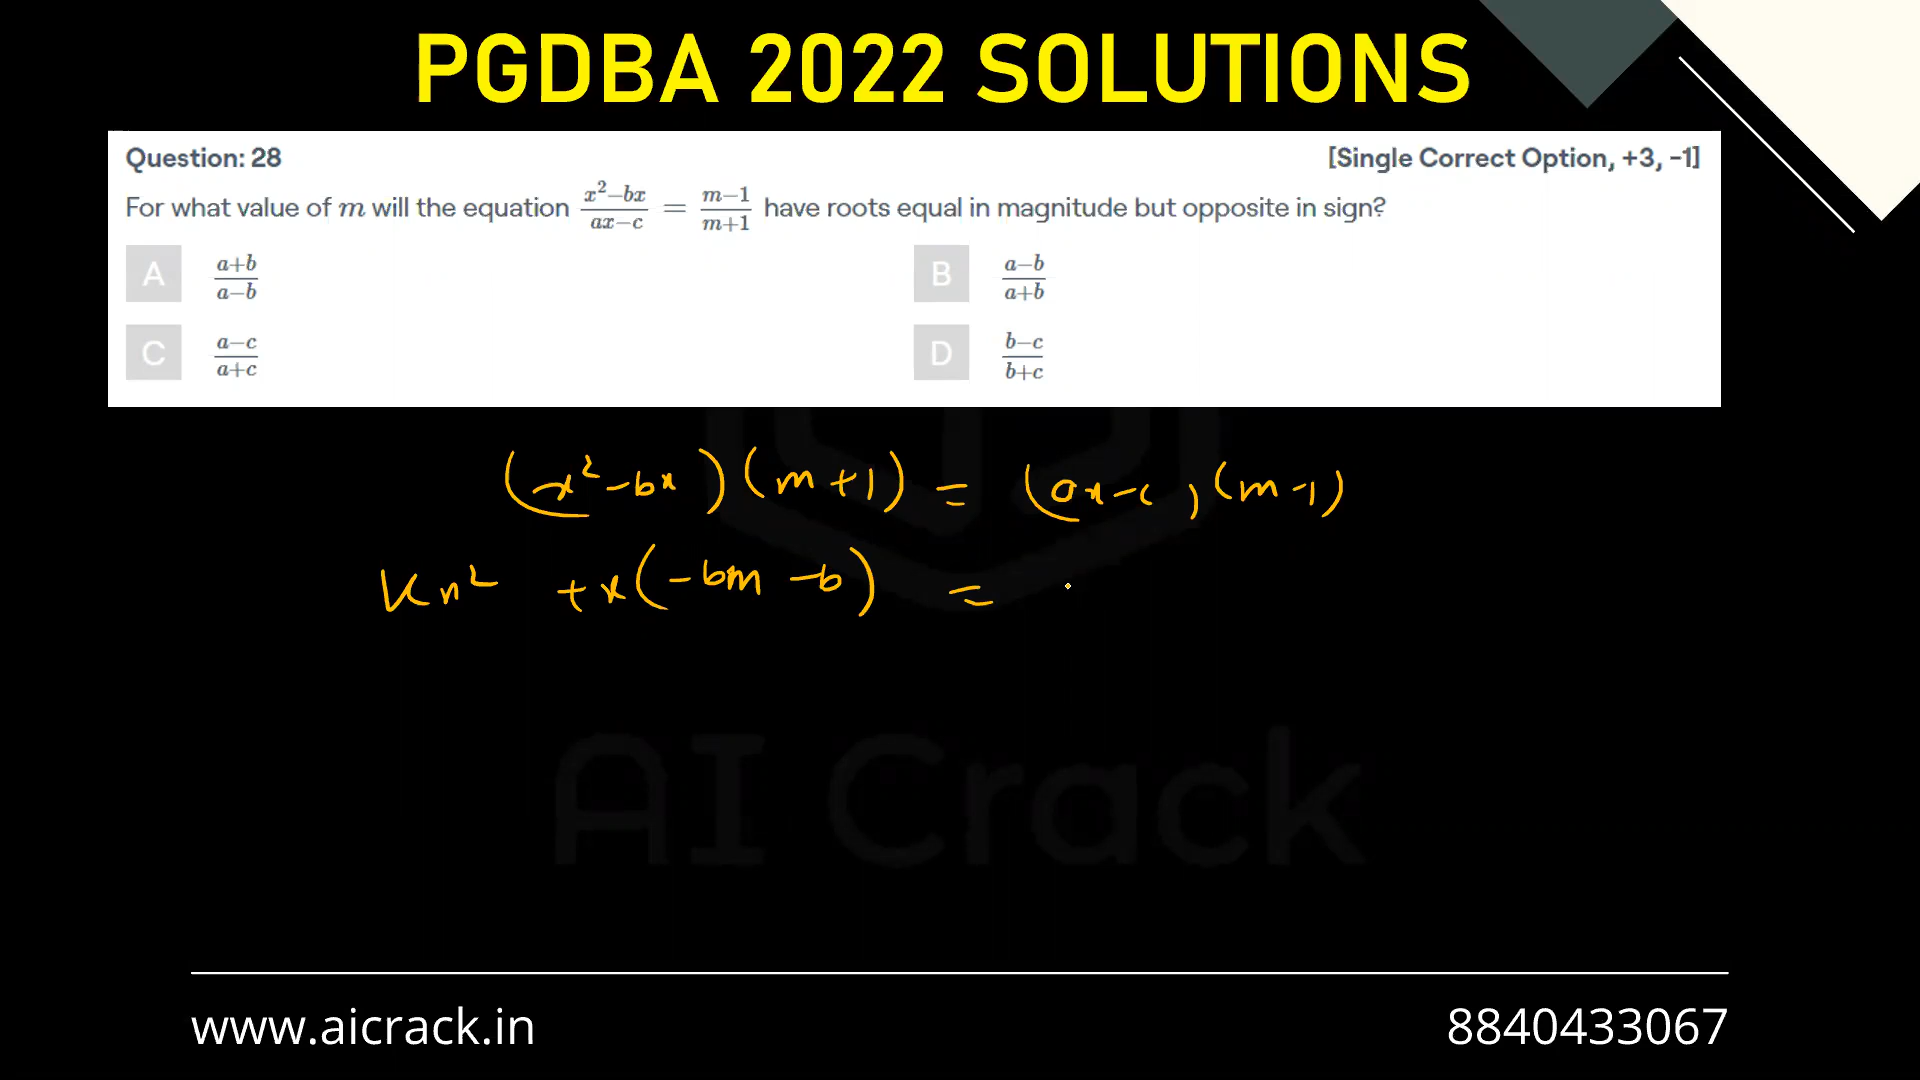 PGDBA 2022 SOLUTIONS
Question: 28 [Single Correct Option, +3, -1]
For what value of m will the equation (x²−bx)/(ax−c) = (m−1)/(m+1) have roots equal in magnitude but opposite in sign?
A (a+b)/(a−b) B (a−b)/(a+b)
C (a−c)/(a+c) D (b−c)/(b+c)
(x²−bx)(m+1) = (ax−c)(m−1)
Kx² +x(−bm −b) =
AI Crack
www.aicrack.in 8840433067